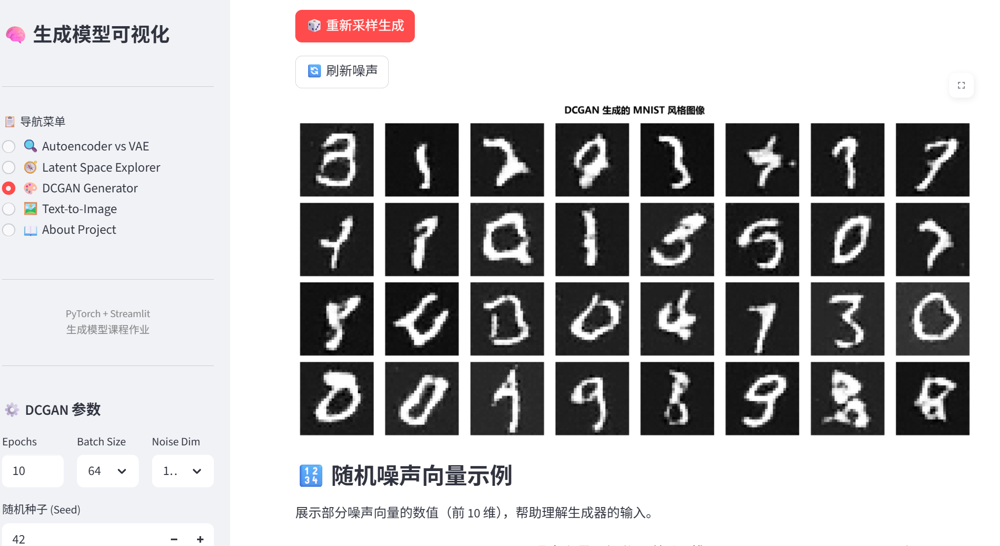 生成模型可视化
导航菜单
Autoencoder vs VAE
Latent Space Explorer
DCGAN Generator
Text-to-Image
About Project
PyTorch + Streamlit
生成模型课程作业
DCGAN 参数
Epochs
Batch Size
Noise Dim
10
64
1..
随机种子 (Seed)
42
重新采样生成
刷新噪声
DCGAN 生成的 MNIST 风格图像
随机噪声向量示例
展示部分噪声向量的数值（前 10 维），帮助理解生成器的输入。